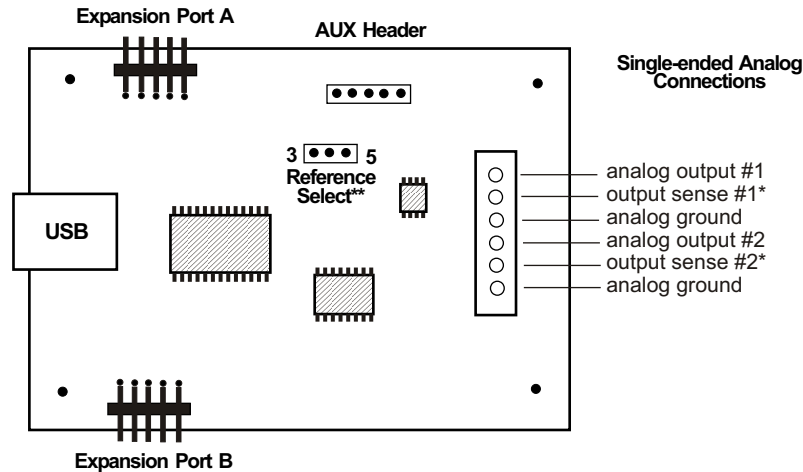 Expansion Port A
AUX Header
Single-ended Analog
Connections
3
5
Reference
Select**
USB
analog output #1
output sense #1*
analog ground
analog output #2
output sense #2*
analog ground
Expansion Port B